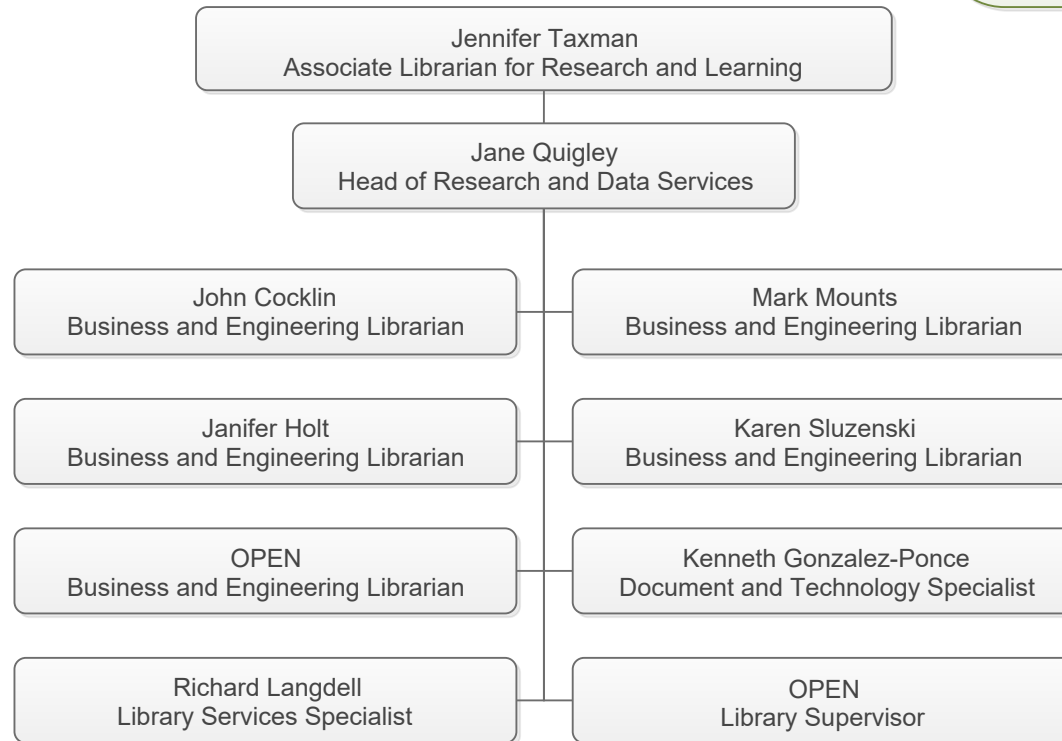 Jennifer Taxman
Associate Librarian for Research and Learning
Jane Quigley
Head of Research and Data Services
John Cocklin
Business and Engineering Librarian
Mark Mounts
Business and Engineering Librarian
Janifer Holt
Business and Engineering Librarian
Karen Sluzenski
Business and Engineering Librarian
OPEN
Business and Engineering Librarian
Kenneth Gonzalez-Ponce
Document and Technology Specialist
Richard Langdell
Library Services Specialist
OPEN
Library Supervisor